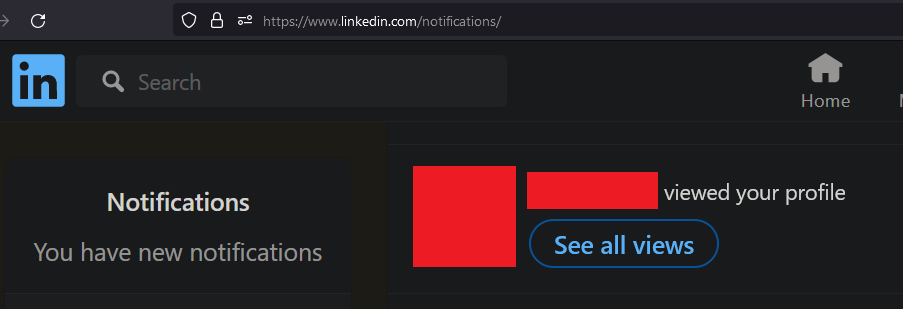 https://www.linkedin.com/notifications/
in
Search
Home
Notifications
You have new notifications
viewed your profile
See all views